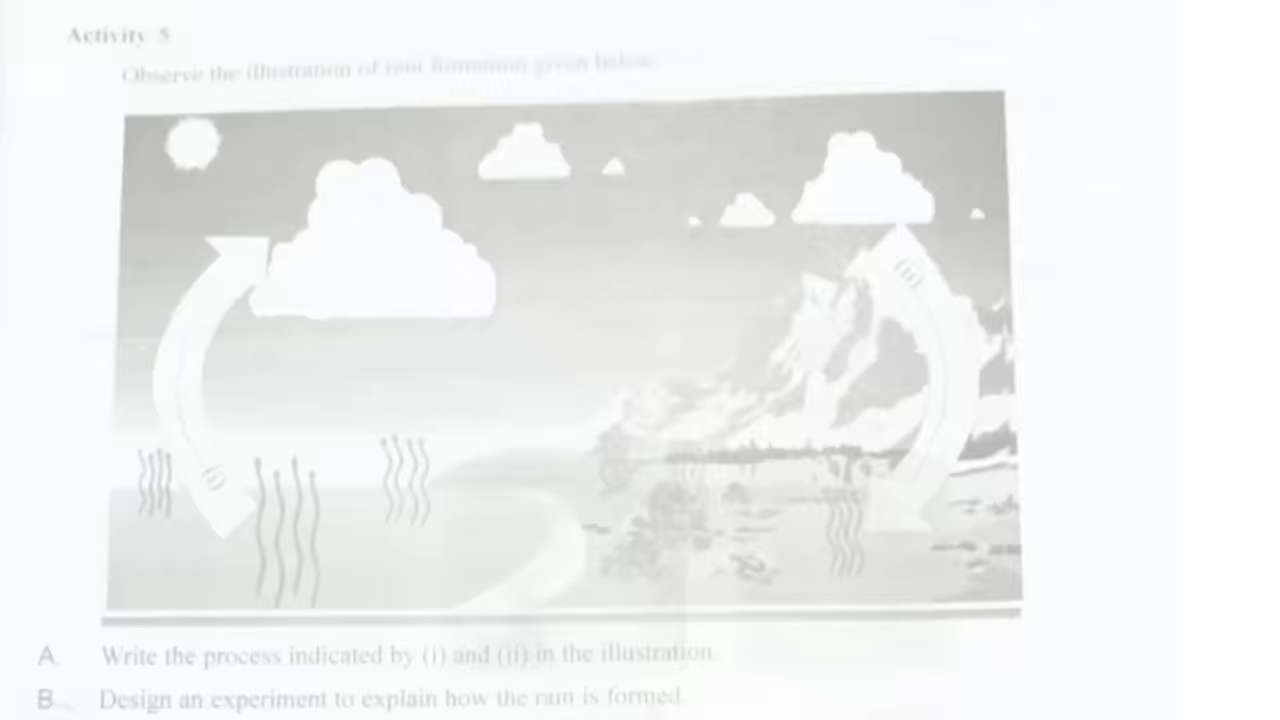 Activity 5
Observe the illustration of rain formation given below.
(ii)
(i)
A. Write the process indicated by (i) and (ii) in the illustration.
B. Design an experiment to explain how the rain is formed.